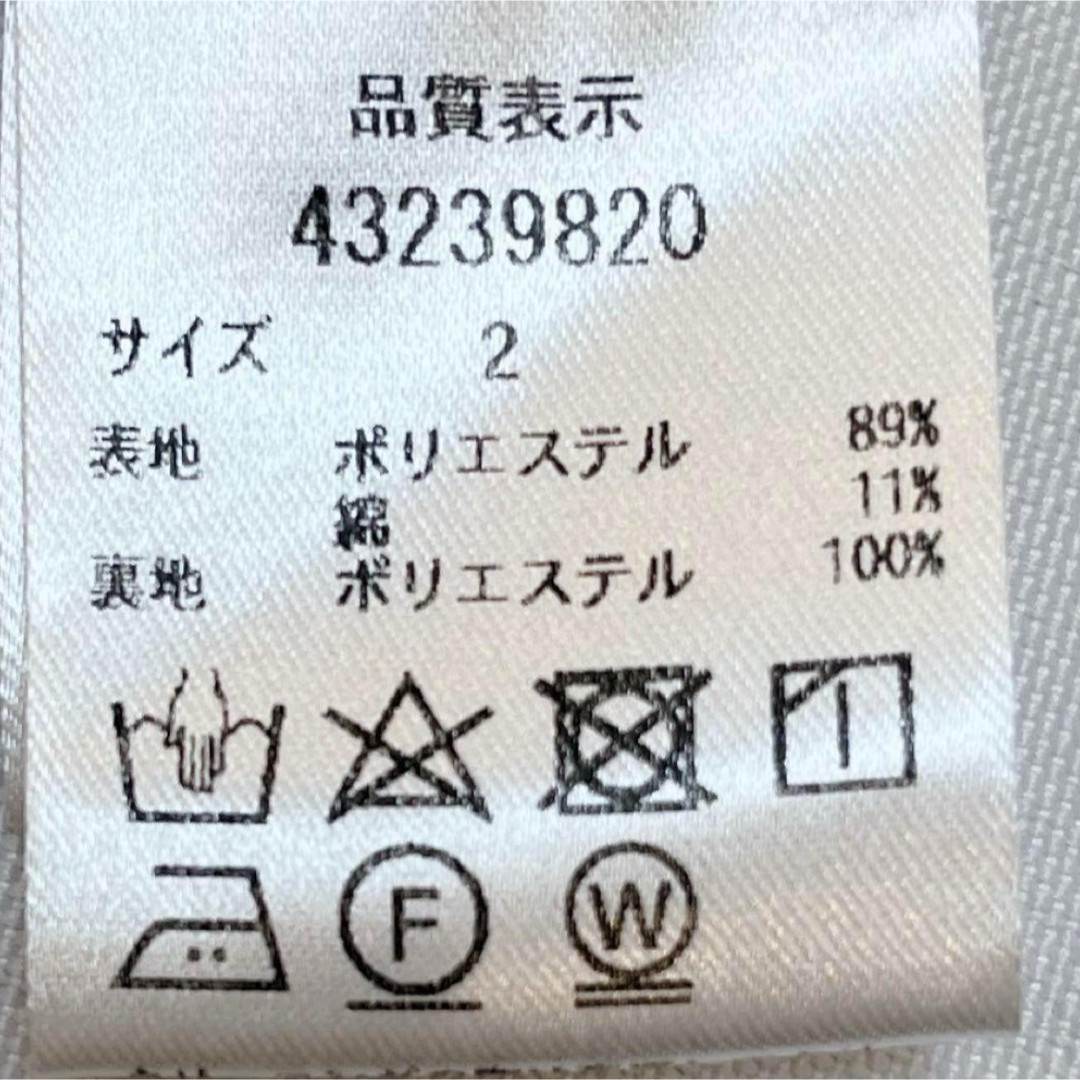 品質表示
43239820
サイズ 2
表地 ポリエステル 89%
綿 11%
裏地 ポリエステル 100%
F W